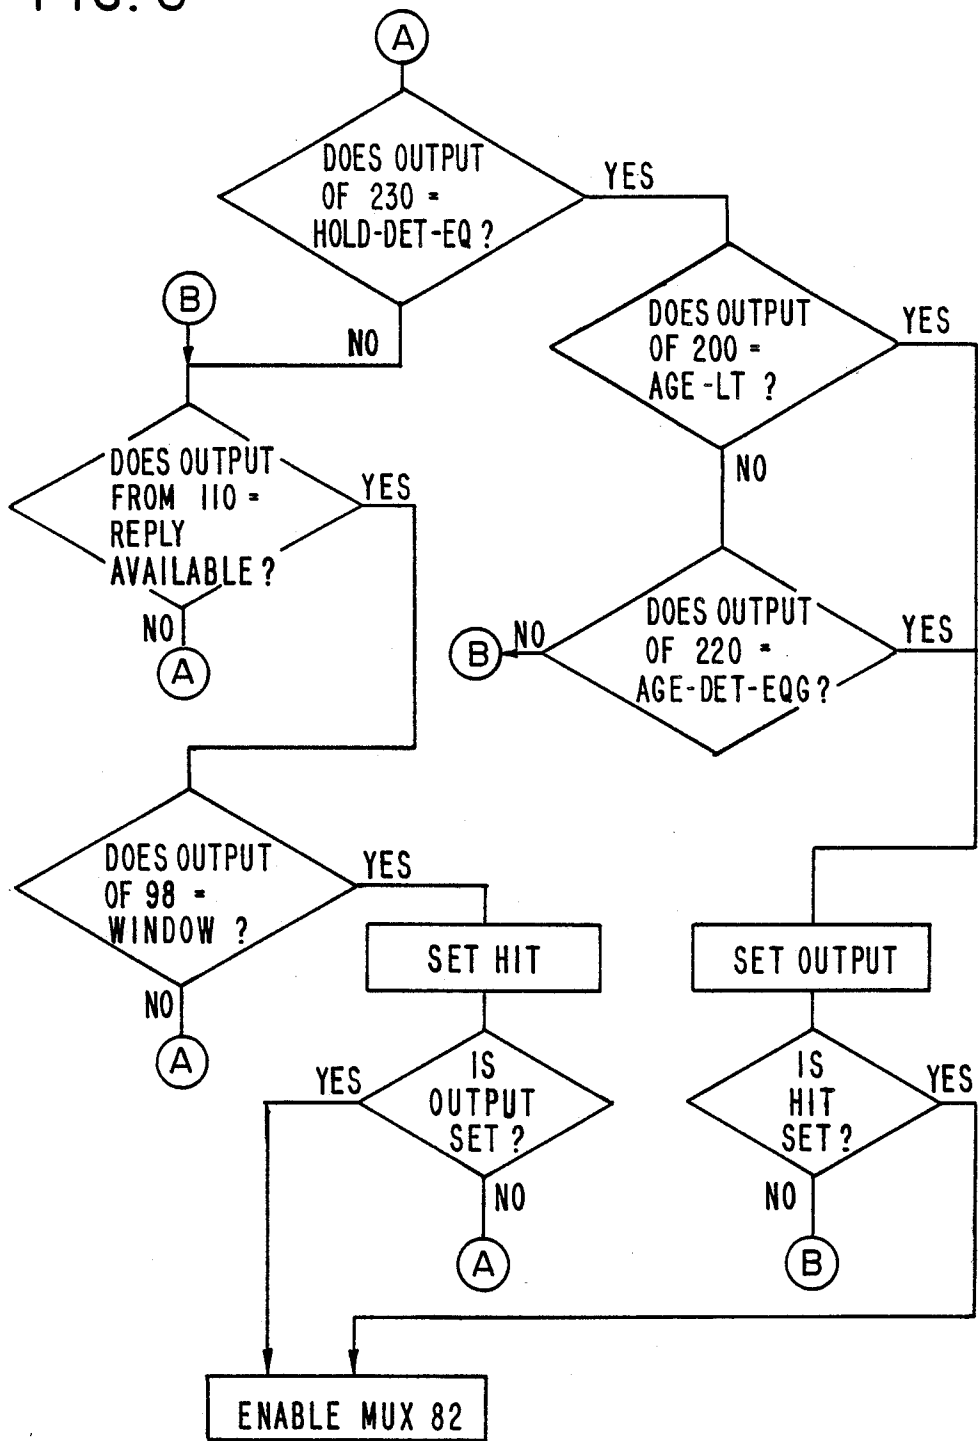 A
DOES OUTPUT
OF 230 =
HOLD-DET-EQ ?
YES
NO
B
DOES OUTPUT
OF 200 =
AGE-LT ?
YES
NO
DOES OUTPUT
FROM 110 =
REPLY
AVAILABLE ?
YES
NO
A
DOES OUTPUT
OF 220 =
AGE-DET-EQG ?
YES
NO
B
DOES OUTPUT
OF 98 =
WINDOW ?
YES
NO
A
SET HIT
SET OUTPUT
IS
OUTPUT
SET ?
YES
NO
A
IS
HIT
SET ?
YES
NO
B
ENABLE MUX 82